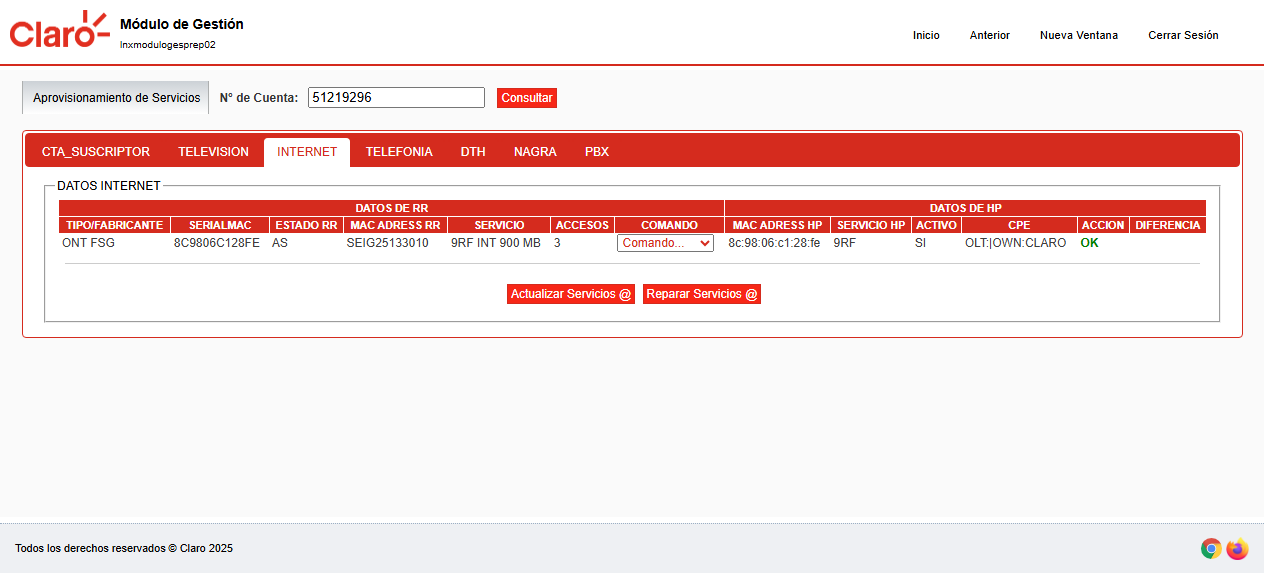 Claro
Módulo de Gestión
lnxmodulogesprep02
Inicio Anterior Nueva Ventana Cerrar Sesión
Aprovisionamiento de Servicios N° de Cuenta: 51219296 Consultar
CTA_SUSCRIPTOR TELEVISION INTERNET TELEFONIA DTH NAGRA PBX
DATOS INTERNET
DATOS DE RR DATOS DE HP
TIPO/FABRICANTE SERIALMAC ESTADO RR MAC ADRESS RR SERVICIO ACCESOS COMANDO MAC ADRESS HP SERVICIO HP ACTIVO CPE ACCION DIFERENCIA
ONT FSG 8C9806C128FE AS SEIG25133010 9RF INT 900 MB 3 Comando... 8c:98:06:c1:28:fe 9RF SI OLT:|OWN:CLARO OK
Actualizar Servicios @ Reparar Servicios @
Todos los derechos reservados © Claro 2025